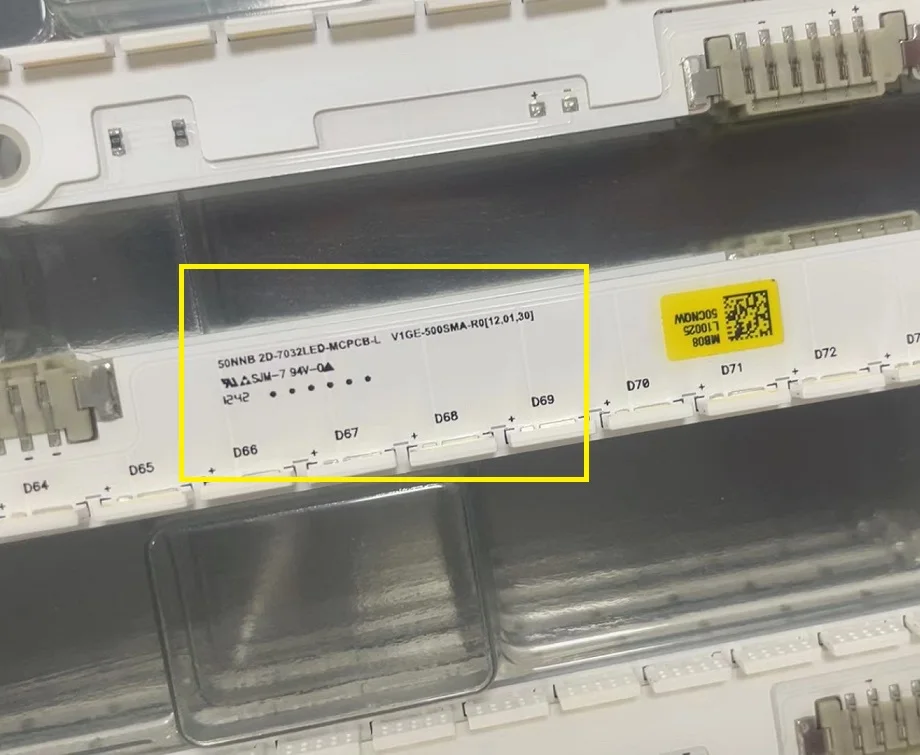 50NNB 2D-7032LED-MCPCB-L V1GE-500SMA-R0[12,01,30]
SJM-7 94V-0
1242
MB08
L10025
50CNOW
D64
D65
D66
D67
D68
D69
D70
D71
D72